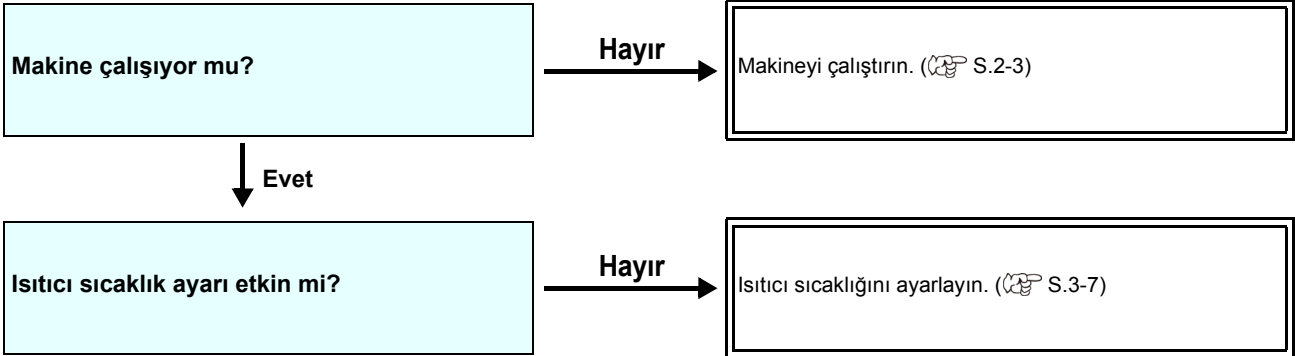 Makine çalışıyor mu?
Hayır
Makineyi çalıştırın. ( S.2-3)
Evet
Isıtıcı sıcaklık ayarı etkin mi?
Hayır
Isıtıcı sıcaklığını ayarlayın. ( S.3-7)